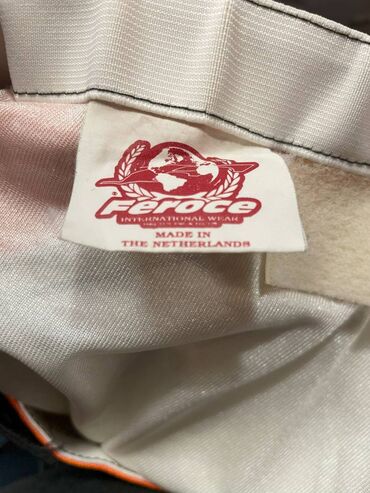 Feroce
INTERNATIONAL WEAR
MADE IN
THE NETHERLANDS